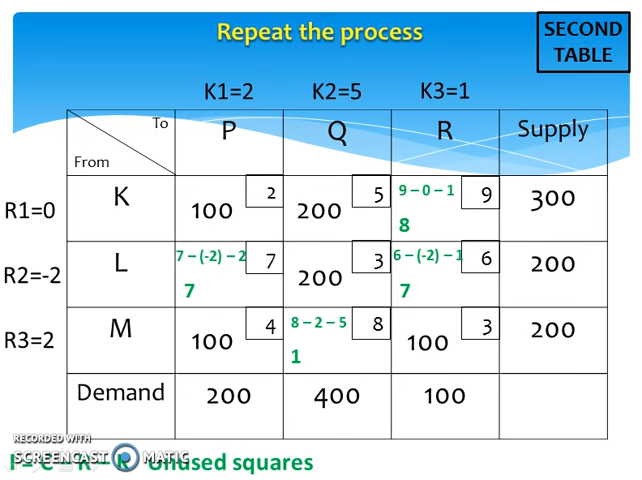 Repeat the process
SECOND
TABLE
K1=2 K2=5 K3=1
To
From
P Q R Supply
R1=0 K 100 2 200 5 9 – 0 – 1 8 9 300
R2=-2 L 7 – (-2) – 2 7 7 200 3 6 – (-2) – 1 7 6 200
R3=2 M 100 4 8 – 2 – 5 1 8 100 3 200
Demand 200 400 100
RECORDED WITH
SCREENCAST MATIC
Unused squares